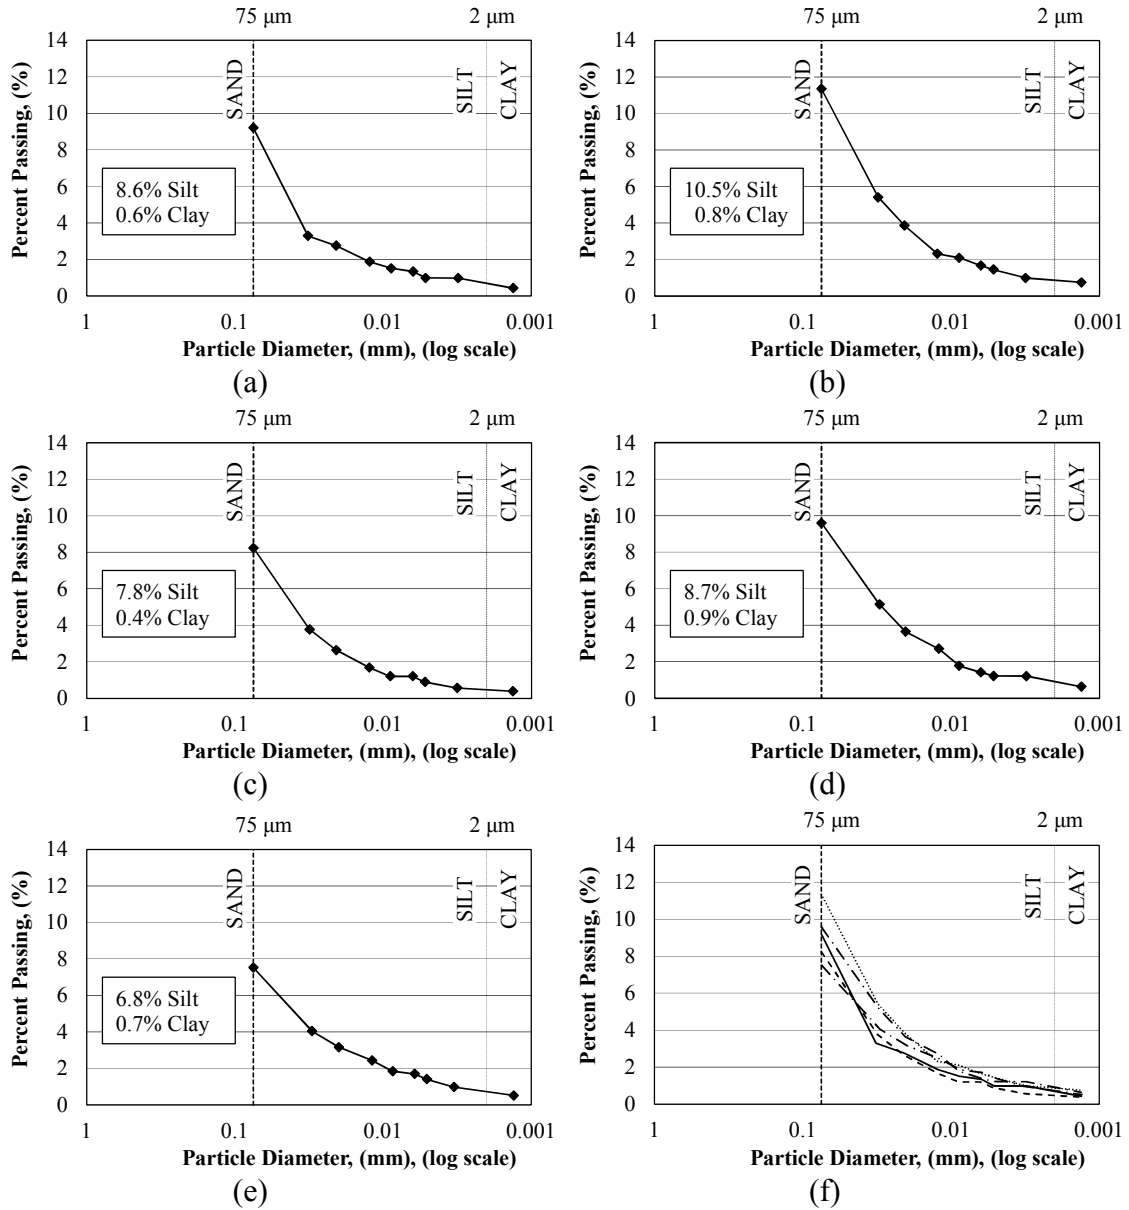 75 μm 2 μm
14
12
10
8
6
4
2
0
Percent Passing, (%)
SAND
SILT
CLAY
8.6% Silt
0.6% Clay
1 0.1 0.01 0.001
Particle Diameter, (mm), (log scale)
(a)
75 μm 2 μm
14
12
10
8
6
4
2
0
Percent Passing, (%)
SAND
SILT
CLAY
10.5% Silt
0.8% Clay
1 0.1 0.01 0.001
Particle Diameter, (mm), (log scale)
(b)
75 μm 2 μm
14
12
10
8
6
4
2
0
Percent Passing, (%)
SAND
SILT
CLAY
7.8% Silt
0.4% Clay
1 0.1 0.01 0.001
Particle Diameter, (mm), (log scale)
(c)
75 μm 2 μm
14
12
10
8
6
4
2
0
Percent Passing, (%)
SAND
SILT
CLAY
8.7% Silt
0.9% Clay
1 0.1 0.01 0.001
Particle Diameter, (mm), (log scale)
(d)
75 μm 2 μm
14
12
10
8
6
4
2
0
Percent Passing, (%)
SAND
SILT
CLAY
6.8% Silt
0.7% Clay
1 0.1 0.01 0.001
Particle Diameter, (mm), (log scale)
(e)
75 μm 2 μm
14
12
10
8
6
4
2
0
Percent Passing, (%)
SAND
SILT
CLAY
1 0.1 0.01 0.001
Particle Diameter, (mm), (log scale)
(f)